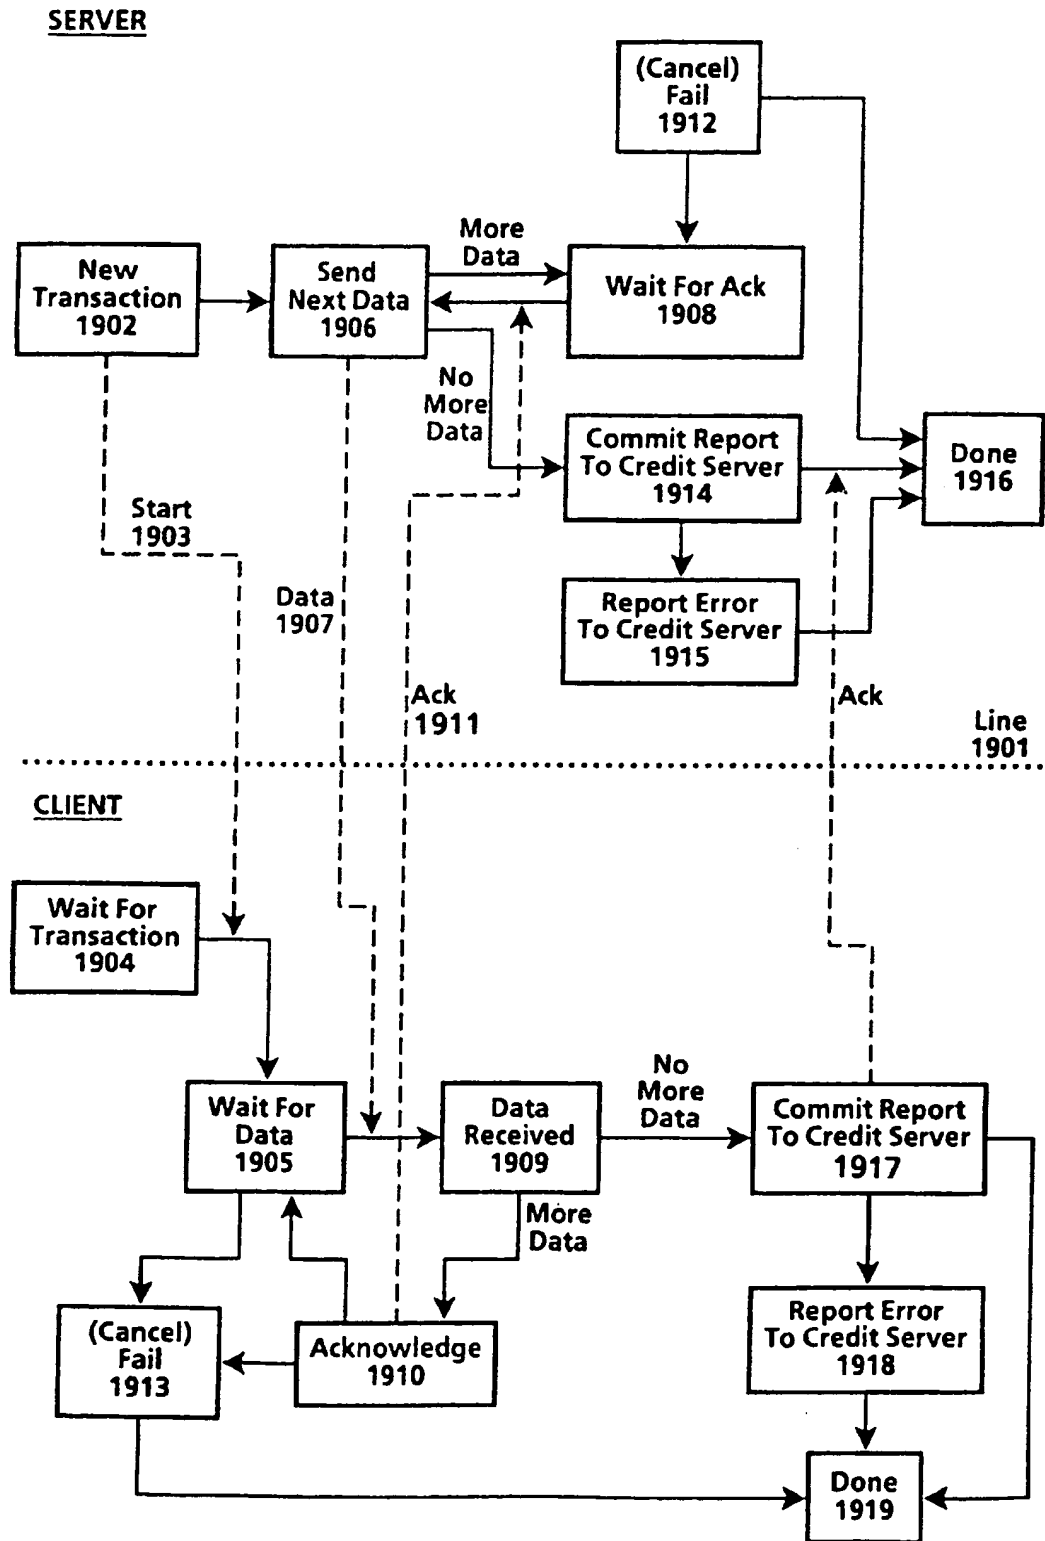 SERVER
(Cancel)
Fail
1912
New
Transaction
1902
Send
Next Data
1906
More
Data
Wait For Ack
1908
No
More
Data
Commit Report
To Credit Server
1914
Done
1916
Start
1903
Data
1907
Report Error
To Credit Server
1915
Ack
1911
Ack
Line
1901
CLIENT
Wait For
Transaction
1904
Wait For
Data
1905
Data
Received
1909
No
More
Data
Commit Report
To Credit Server
1917
More
Data
(Cancel)
Fail
1913
Acknowledge
1910
Report Error
To Credit Server
1918
Done
1919